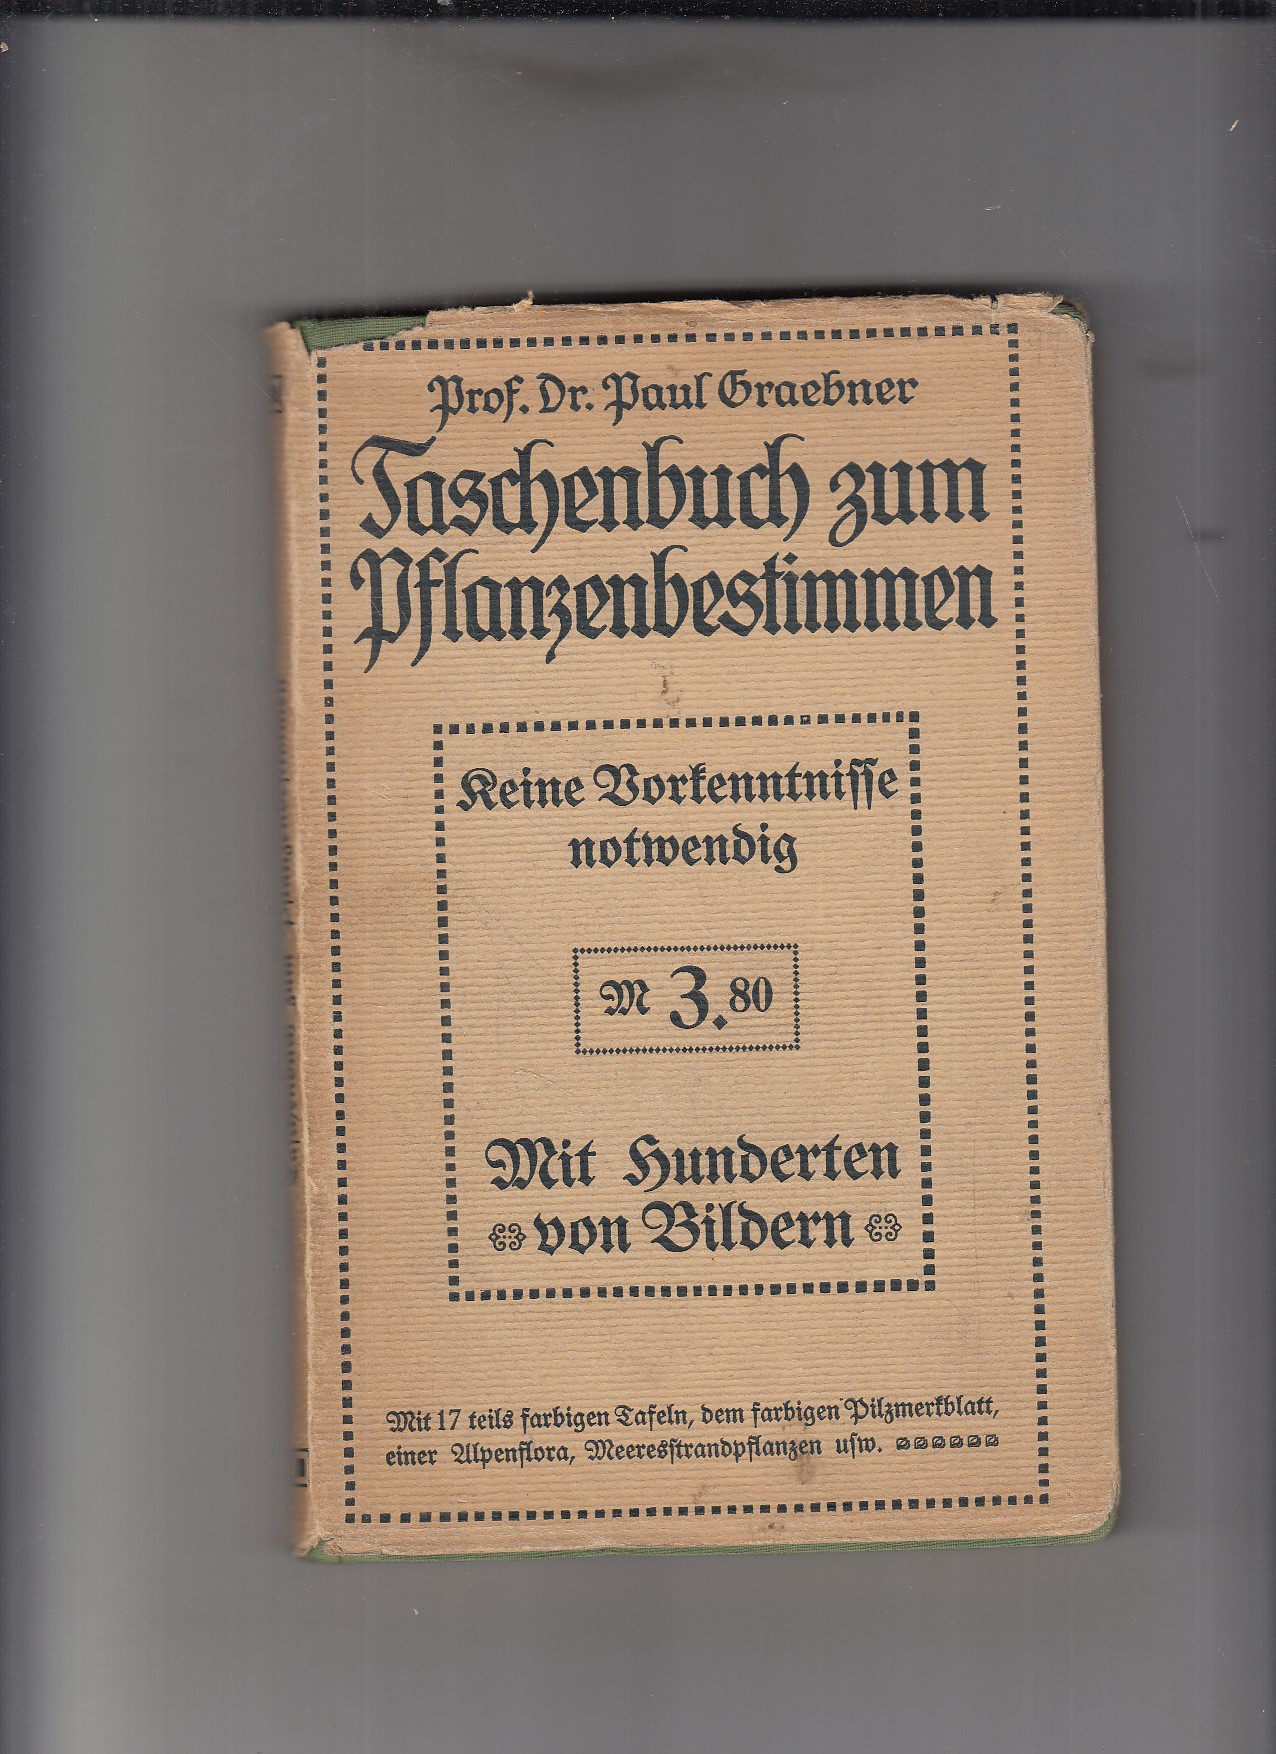 Prof. Dr. Paul Graebner
Taschenbuch zum
Pflanzenbestimmen
Keine Vorkenntnisse
notwendig
M 3.80
Mit Hunderten
von Bildern
Mit 17 teils farbigen Tafeln, dem farbigen Pilzmerkblatt,
einer Alpenflora, Meeresstrandpflanzen usw.